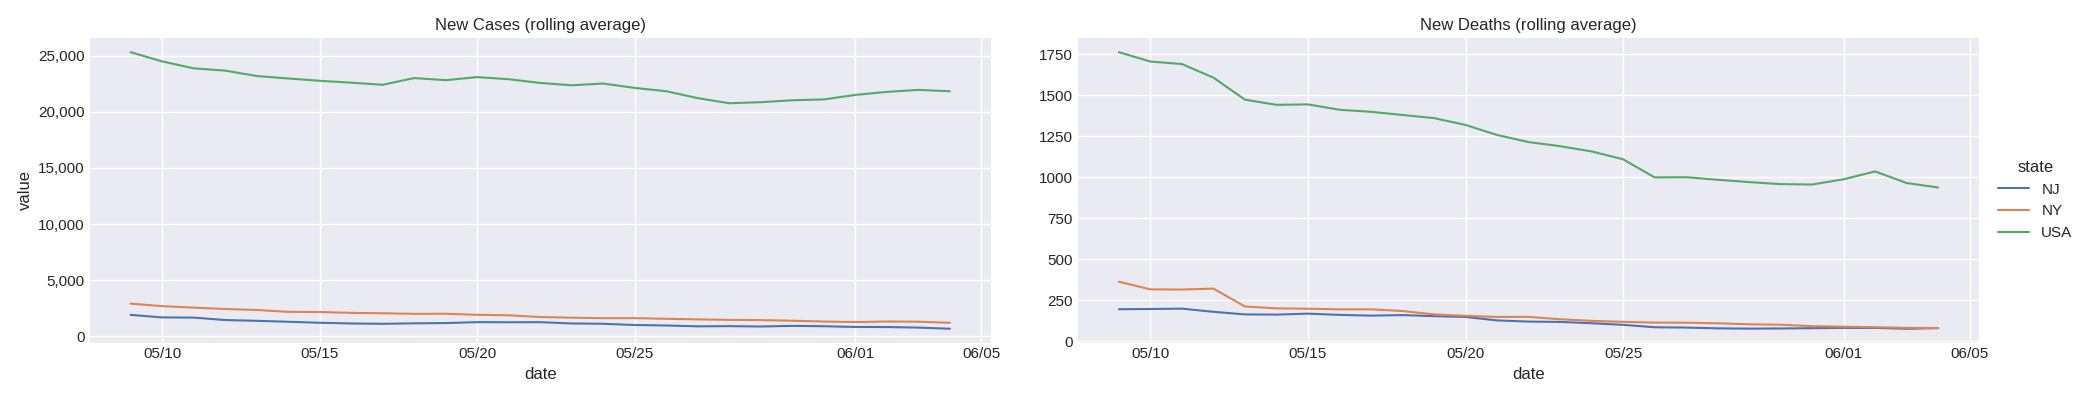 New Cases (rolling average)
25,000
20,000
15,000
10,000
5,000
0
value
05/10 05/15 05/20 05/25 06/01 06/05
date
New Deaths (rolling average)
1750
1500
1250
1000
750
500
250
0
05/10 05/15 05/20 05/25 06/01 06/05
date
state
NJ
NY
USA